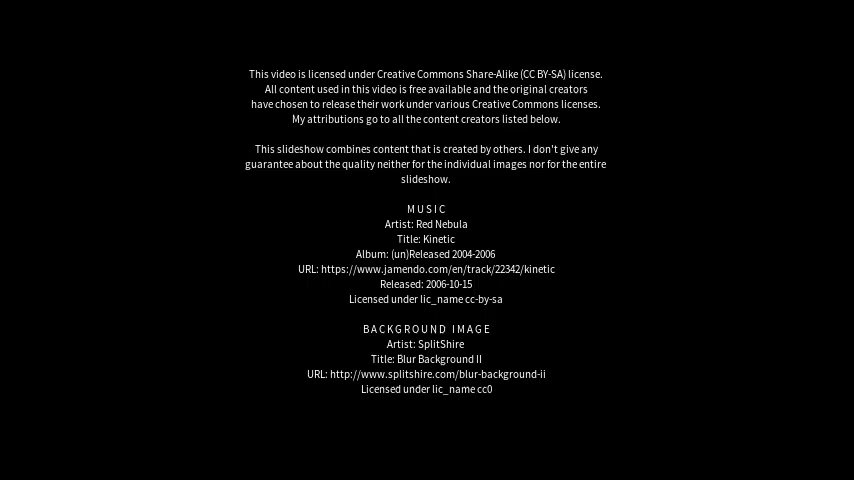 This video is licensed under Creative Commons Share-Alike (CC BY-SA) license.
All content used in this video is free available and the original creators
have chosen to release their work under various Creative Commons licenses.
My attributions go to all the content creators listed below.
This slideshow combines content that is created by others. I don't give any
guarantee about the quality neither for the individual images nor for the entire
slideshow.
MUSIC
Artist: Red Nebula
Title: Kinetic
Album: (un)Released 2004-2006
URL: https://www.jamendo.com/en/track/22342/kinetic
Released: 2006-10-15
Licensed under lic_name cc-by-sa
BACKGROUND IMAGE
Artist: SplitShire
Title: Blur Background II
URL: http://www.splitshire.com/blur-background-ii
Licensed under lic_name cc0